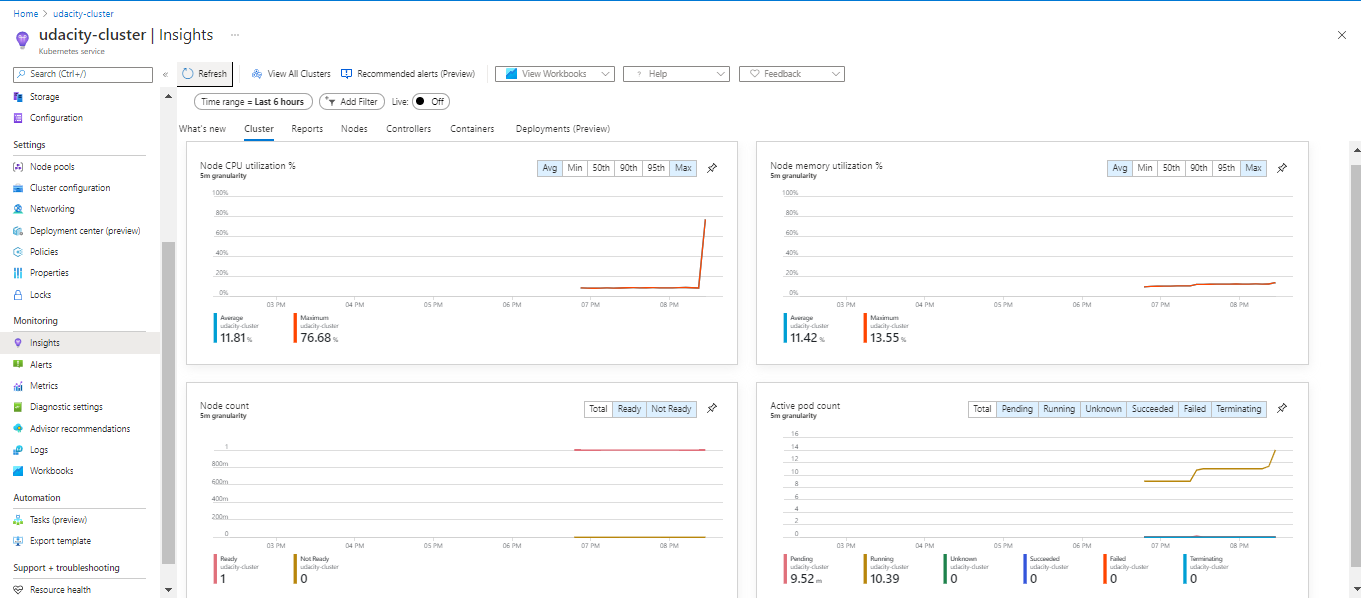 Home > udacity-cluster
udacity-cluster | Insights ...
Kubernetes service
Search (Ctrl+/)
«
Refresh
View All Clusters
Recommended alerts (Preview)
View Workbooks
? Help
Feedback
Time range = Last 6 hours
Add Filter
Live: Off
What's new
Cluster
Reports
Nodes
Controllers
Containers
Deployments (Preview)
Storage
Configuration
Settings
Node pools
Cluster configuration
Networking
Deployment center (preview)
Policies
Properties
Locks
Monitoring
Insights
Alerts
Metrics
Diagnostic settings
Advisor recommendations
Logs
Workbooks
Automation
Tasks (preview)
Export template
Support + troubleshooting
Resource health
Node CPU utilization %
5m granularity
Avg Min 50th 90th 95th Max
100%
80%
60%
40%
20%
0%
03 PM 04 PM 05 PM 06 PM 07 PM 08 PM
Average
udacity-cluster
11.81 %
Maximum
udacity-cluster
76.68 %
Node memory utilization %
5m granularity
Avg Min 50th 90th 95th Max
100%
80%
60%
40%
20%
0%
03 PM 04 PM 05 PM 06 PM 07 PM 08 PM
Average
udacity-cluster
11.42 %
Maximum
udacity-cluster
13.55 %
Node count
5m granularity
Total Ready Not Ready
1
800m
600m
400m
200m
0
03 PM 04 PM 05 PM 06 PM 07 PM 08 PM
Ready
udacity-cluster
1
Not Ready
udacity-cluster
0
Active pod count
5m granularity
Total Pending Running Unknown Succeeded Failed Terminating
16
14
12
10
8
6
4
2
0
03 PM 04 PM 05 PM 06 PM 07 PM 08 PM
Pending
udacity-cluster
9.52 m
Running
udacity-cluster
10.39
Unknown
udacity-cluster
0
Succeeded
udacity-cluster
0
Failed
udacity-cluster
0
Terminating
udacity-cluster
0